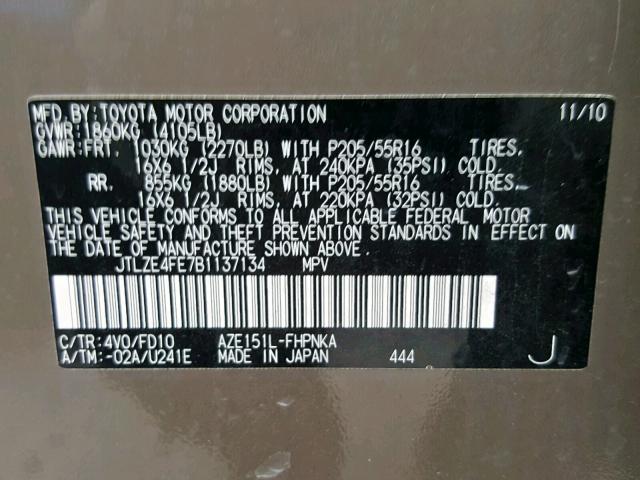 MFD.BY:TOYOTA MOTOR CORPORATION 11/10
GVWR:1860KG (4105LB)
GAWR:FRT. 1030KG (2270LB) WITH P205/55R16 TIRES,
16X6 1/2J RIMS, AT 240KPA (35PSI) COLD.
RR. 855KG (1880LB) WITH P205/55R16 TIRES,
16X6 1/2J RIMS, AT 220KPA (32PSI) COLD.
THIS VEHICLE CONFORMS TO ALL APPLICABLE FEDERAL MOTOR
VEHICLE SAFETY AND THEFT PREVENTION STANDARDS IN EFFECT ON
THE DATE OF MANUFACTURE SHOWN ABOVE.
JTLZE4FE7B1137134 MPV
C/TR:4V0/FD10 AZE151L-FHPNKA
A/TM:-02A/U241E MADE IN JAPAN 444 J